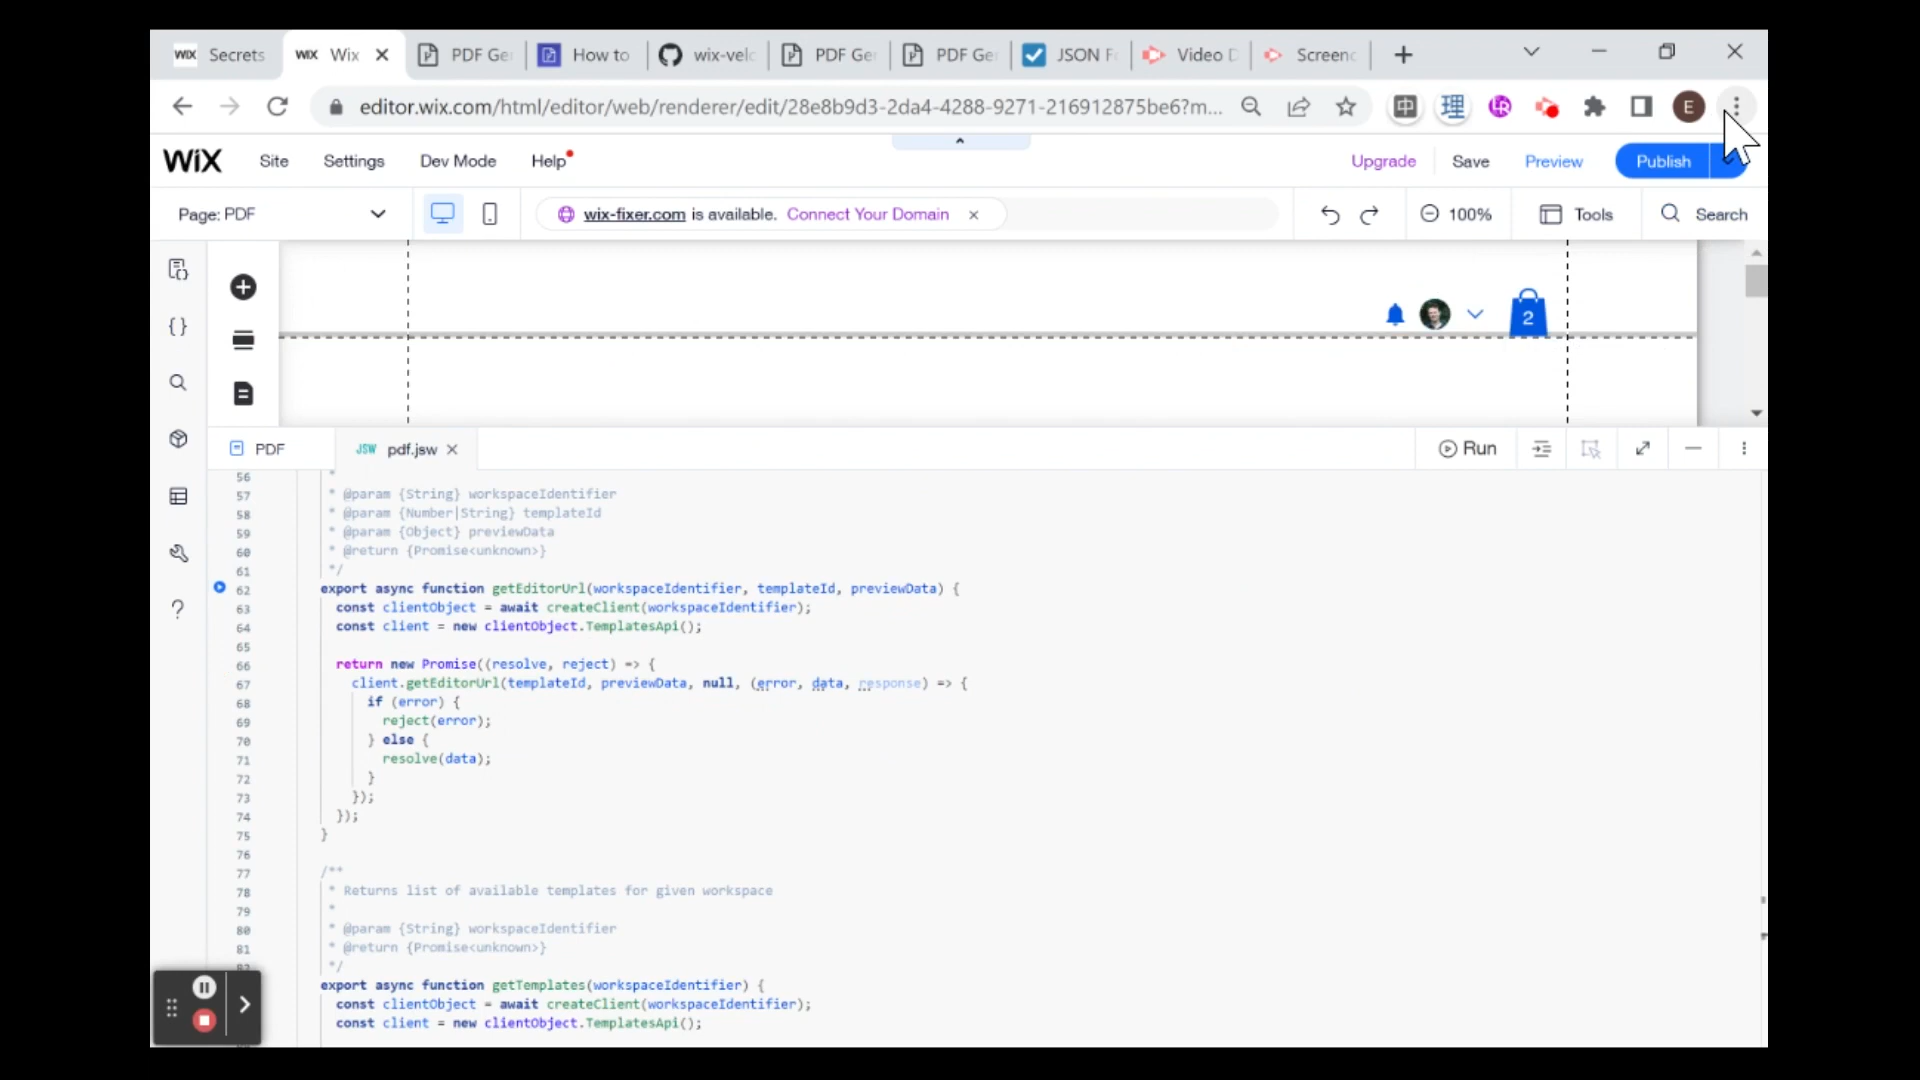 WIX Secrets
WIX Wix
PDF Ge
How to
wix-velo
PDF Ge
PDF Ge
JSON F
Video D
Screenc
editor.wix.com/html/editor/web/renderer/edit/28e8b9d3-2da4-4288-9271-216912875be6?m...
中
理
E
WiX Site Settings Dev Mode Help Upgrade Save Preview Publish
Page: PDF
wix-fixer.com is available. Connect Your Domain ×
100% Tools Search
2
PDF
JSW pdf.jsw
Run
56 *
57 * @param {String} workspaceIdentifier
58 * @param {Number|String} templateId
59 * @param {Object} previewData
60 * @return {Promise<unknown>}
61 */
62 export async function getEditorUrl(workspaceIdentifier, templateId, previewData) {
63 const clientObject = await createClient(workspaceIdentifier);
64 const client = new clientObject.TemplatesApi();
65
66 return new Promise((resolve, reject) => {
67 client.getEditorUrl(templateId, previewData, null, (error, data, response) => {
68 if (error) {
69 reject(error);
70 } else {
71 resolve(data);
72 }
73 });
74 });
75 }
76
77 /**
78 * Returns list of available templates for given workspace
79 *
80 * @param {String} workspaceIdentifier
81 * @return {Promise<unknown>}
82 */
export async function getTemplates(workspaceIdentifier) {
const clientObject = await createClient(workspaceIdentifier);
const client = new clientObject.TemplatesApi();